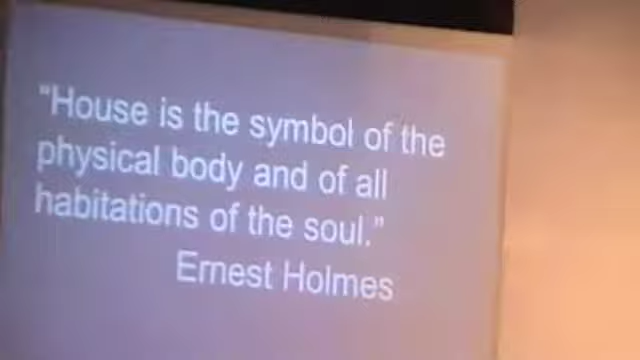 “House is the symbol of the
physical body and of all
habitations of the soul.”
Ernest Holmes